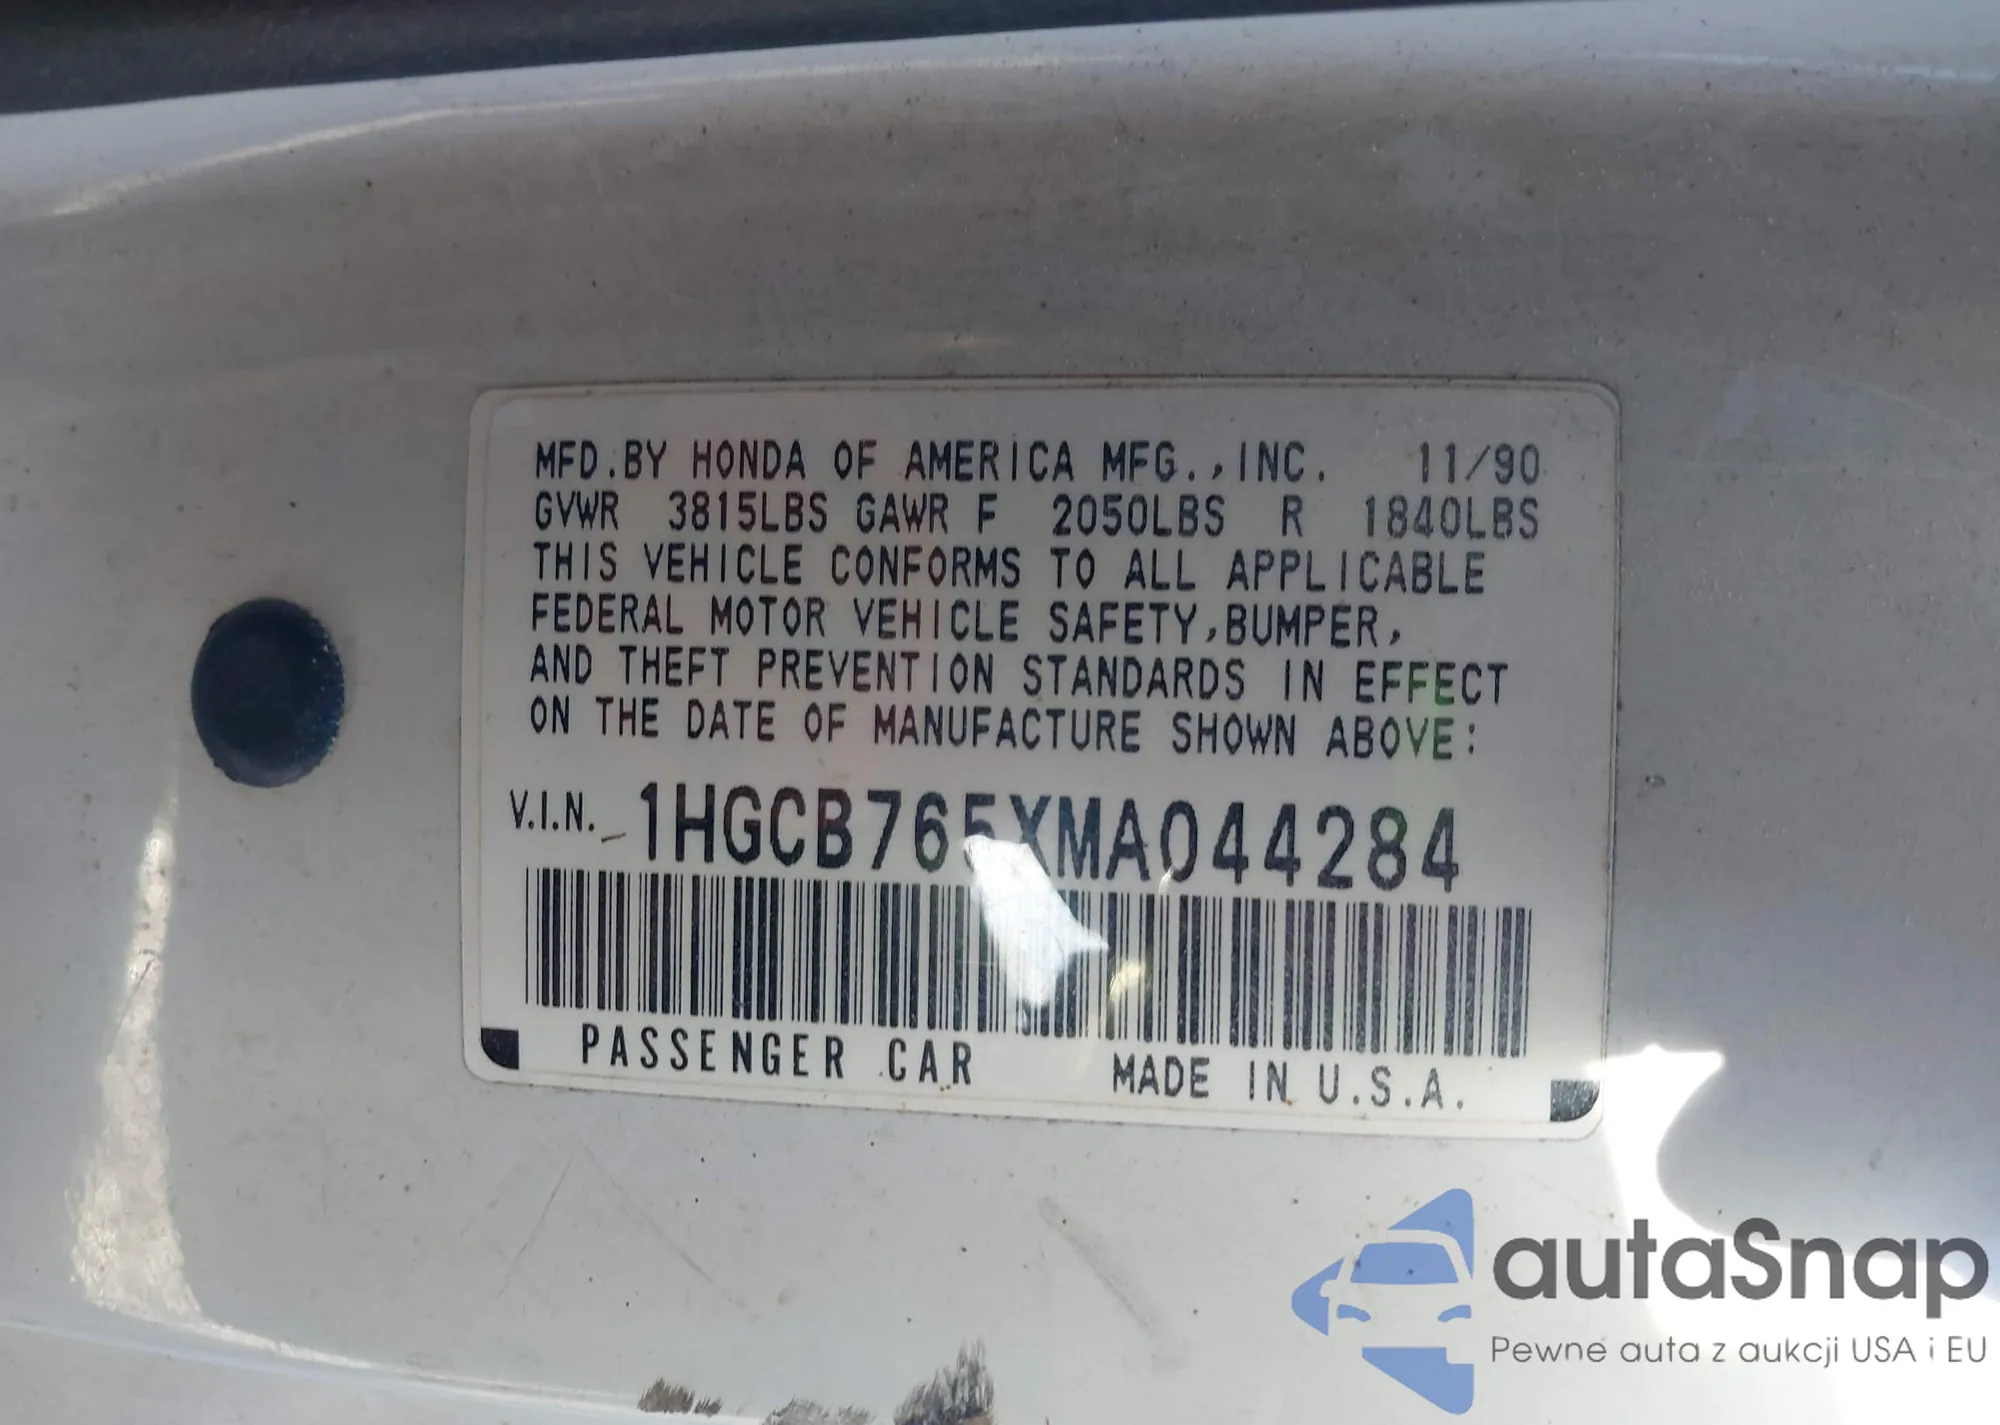 MFD.BY HONDA OF AMERICA MFG.,INC. 11/90
GVWR 3815LBS GAWR F 2050LBS R 1840LBS
THIS VEHICLE CONFORMS TO ALL APPLICABLE
FEDERAL MOTOR VEHICLE SAFETY,BUMPER,
AND THEFT PREVENTION STANDARDS IN EFFECT
ON THE DATE OF MANUFACTURE SHOWN ABOVE:
V.I.N. 1HGCB765XMA044284
PASSENGER CAR MADE IN U.S.A.
autaSnap
Pewne auta z aukcji USA i EU